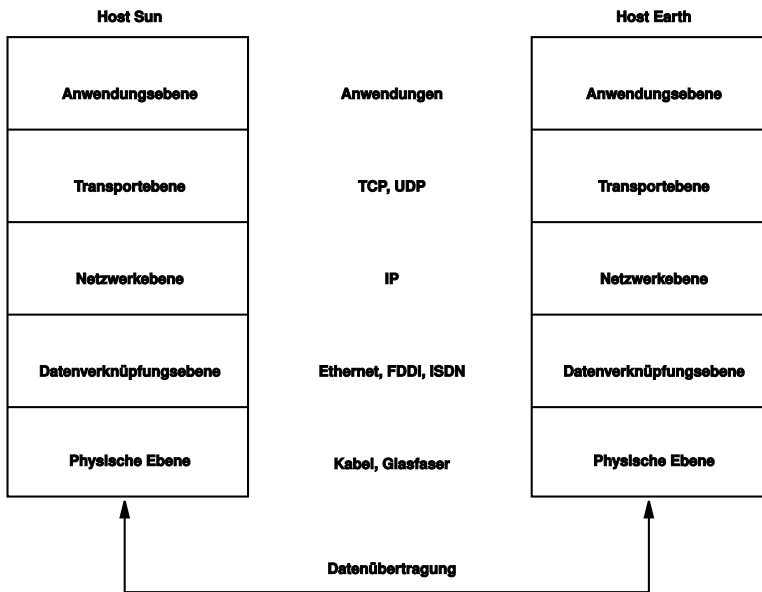 Host Sun
Host Earth
Anwendungsebene
Anwendungen
Anwendungsebene
Transportebene
TCP, UDP
Transportebene
Netzwerkebene
IP
Netzwerkebene
Datenverknüpfungsebene
Ethernet, FDDI, ISDN
Datenverknüpfungsebene
Physische Ebene
Kabel, Glasfaser
Physische Ebene
Datenübertragung